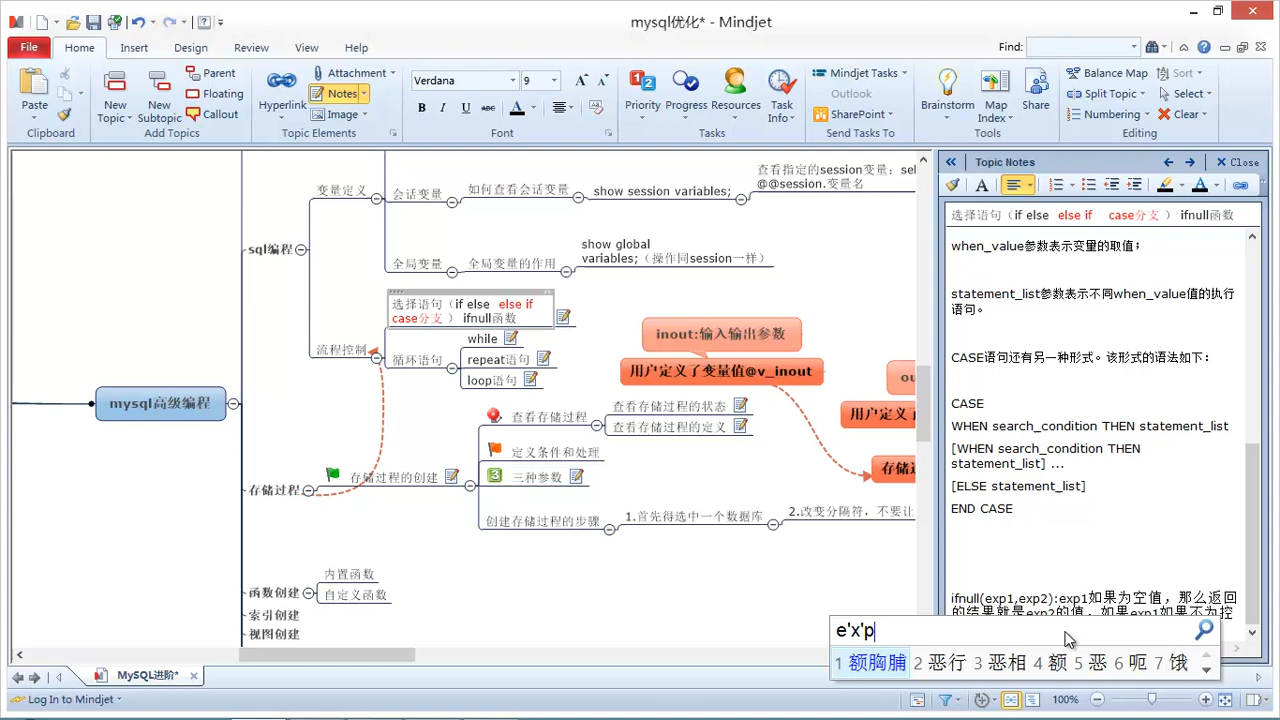 mysql优化* - Mindjet
File Home Insert Design Review View Help Find:
Parent Attachment Verdana 9 Mindjet Tasks Balance Map Sort
Floating Notes Outlook Split Topic Select
Paste New Topic New Subtopic Callout Hyperlink Image Priority Progress Resources Task Info SharePoint Brainstorm Map Index Share Numbering Clear
B I U abc A
Clipboard Add Topics Topic Elements Font Tasks Send Tasks To Tools Editing
mysql高级编程
sql编程
变量定义
会话变量
如何查看会话变量
show session variables;
查看指定的session变量：sel
@@session.变量名
全局变量
全局变量的作用
show global
variables;（操作同session一样）
流程控制
选择语句（if else else if
case分支 ） ifnull函数
循环语句
while
repeat语句
loop语句
inout:输入输出参数
用户定义了变量值@v_inout
ou
用户定义了
存储过
存储过程
存储过程的创建
查看存储过程
查看存储过程的状态
查看存储过程的定义
定义条件和处理
3 三种参数
创建存储过程的步骤
1.首先得选中一个数据库
2.改变分隔符，不要让
函数创建
内置函数
自定义函数
索引创建
视图创建
Topic Notes Close
选择语句（if else else if case分支 ） ifnull函数
when_value参数表示变量的取值；
statement_list参数表示不同when_value值的执行
语句。
CASE语句还有另一种形式。该形式的语法如下：
CASE
WHEN search_condition THEN statement_list
[WHEN search_condition THEN
statement_list] ...
[ELSE statement_list]
END CASE
ifnull(exp1,exp2):exp1如果为空值，那么返回
的结果就是exp2的值，如果exp1如果不为控
e'x'p
1 额胸脯 2 恶行 3 恶相 4 额 5 恶 6 呃 7 饿
MySQL进阶*
Log In to Mindjet 100%